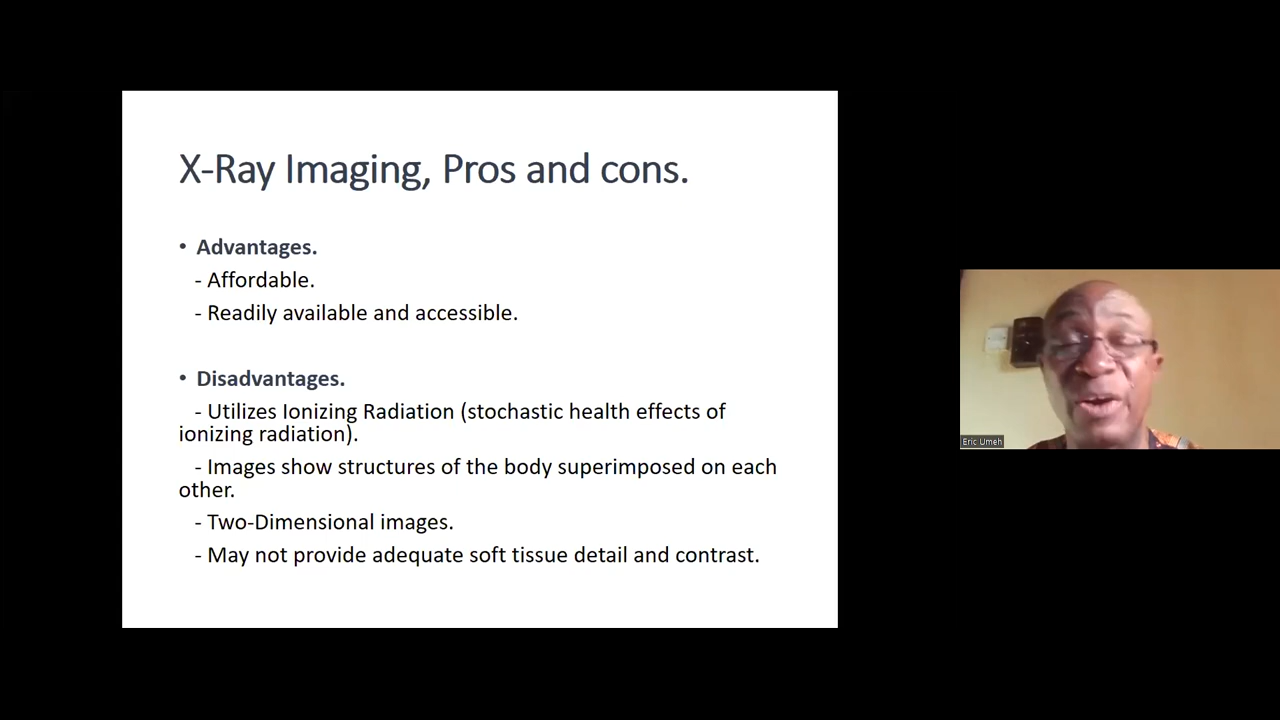 X-Ray Imaging, Pros and cons.
• Advantages.
- Affordable.
- Readily available and accessible.
• Disadvantages.
- Utilizes Ionizing Radiation (stochastic health effects of
ionizing radiation).
- Images show structures of the body superimposed on each
other.
- Two-Dimensional images.
- May not provide adequate soft tissue detail and contrast.
Eric Umeh